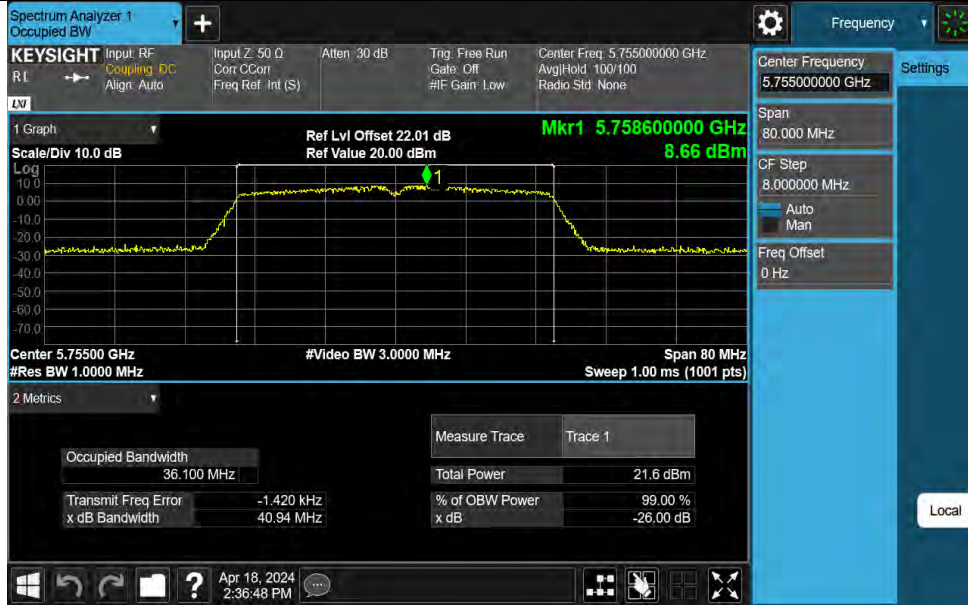 Spectrum Analyzer 1
Occupied BW
Frequency
KEYSIGHT
RL
LXI
Input: RF
Coupling: DC
Align: Auto
Input Z: 50 Ω
Corr CCorr
Freq Ref: Int (S)
Atten: 30 dB
Trig: Free Run
Gate: Off
#IF Gain: Low
Center Freq: 5.755000000 GHz
Avg|Hold: 100/100
Radio Std: None
Center Frequency
5.755000000 GHz
Settings
Span
80.000 MHz
CF Step
8.000000 MHz
Auto
Man
Freq Offset
0 Hz
Local
1 Graph
Scale/Div 10.0 dB
Ref Lvl Offset 22.01 dB
Ref Value 20.00 dBm
Mkr1 5.758600000 GHz
8.66 dBm
Log
1
10.0
0.00
-10.0
-20.0
-30.0
-40.0
-50.0
-60.0
-70.0
Center 5.75500 GHz
#Video BW 3.0000 MHz
Span 80 MHz
#Res BW 1.0000 MHz
Sweep 1.00 ms (1001 pts)
2 Metrics
Measure Trace Trace 1
Occupied Bandwidth
36.100 MHz
Total Power 21.6 dBm
Transmit Freq Error -1.420 kHz
% of OBW Power 99.00 %
x dB Bandwidth 40.94 MHz
x dB -26.00 dB
Apr 18, 2024
2:36:48 PM